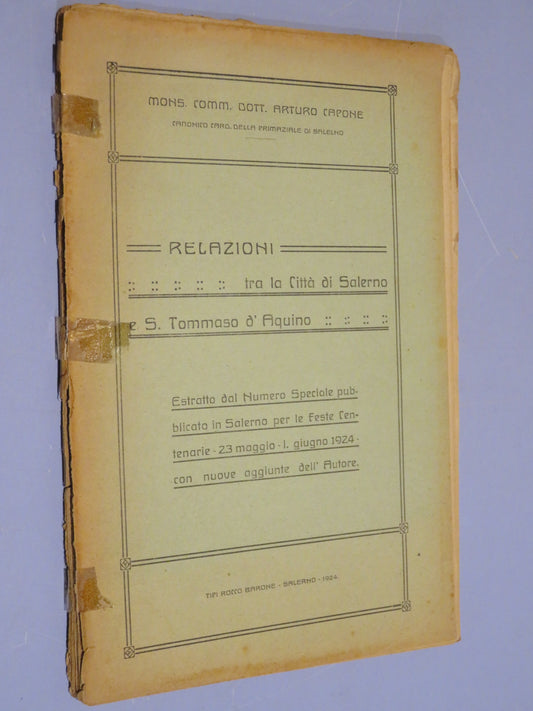 MONS. COMM. DOTT. ARTURO CAPONE
CANONICO CARD. DELLA PRIMAZIALE DI SALELNO
RELAZIONI
tra la Città di Salerno
e S. Tommaso d' Aquino
Estratto dal Numero Speciole pub-
blicato in Salerno per le Feste Cen-
tenarie - 23 maggio - 1. giugno 1924 -
con nuove aggiunte dell' Autore.
TIPI ROCCO BARONE - SALERNO - 1924